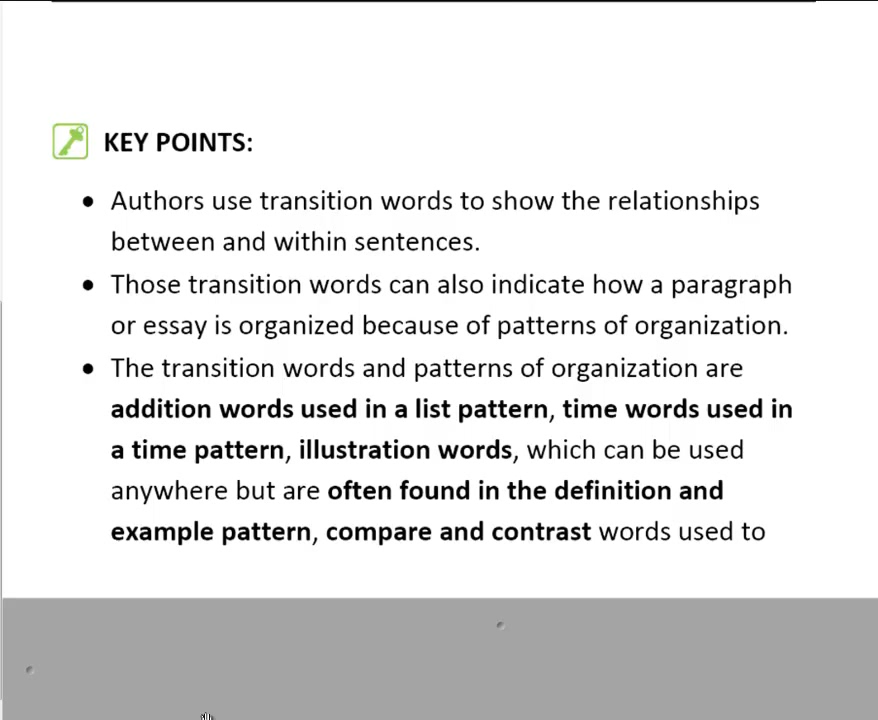 KEY POINTS:
• Authors use transition words to show the relationships
between and within sentences.
• Those transition words can also indicate how a paragraph
or essay is organized because of patterns of organization.
• The transition words and patterns of organization are
addition words used in a list pattern, time words used in
a time pattern, illustration words, which can be used
anywhere but are often found in the definition and
example pattern, compare and contrast words used to